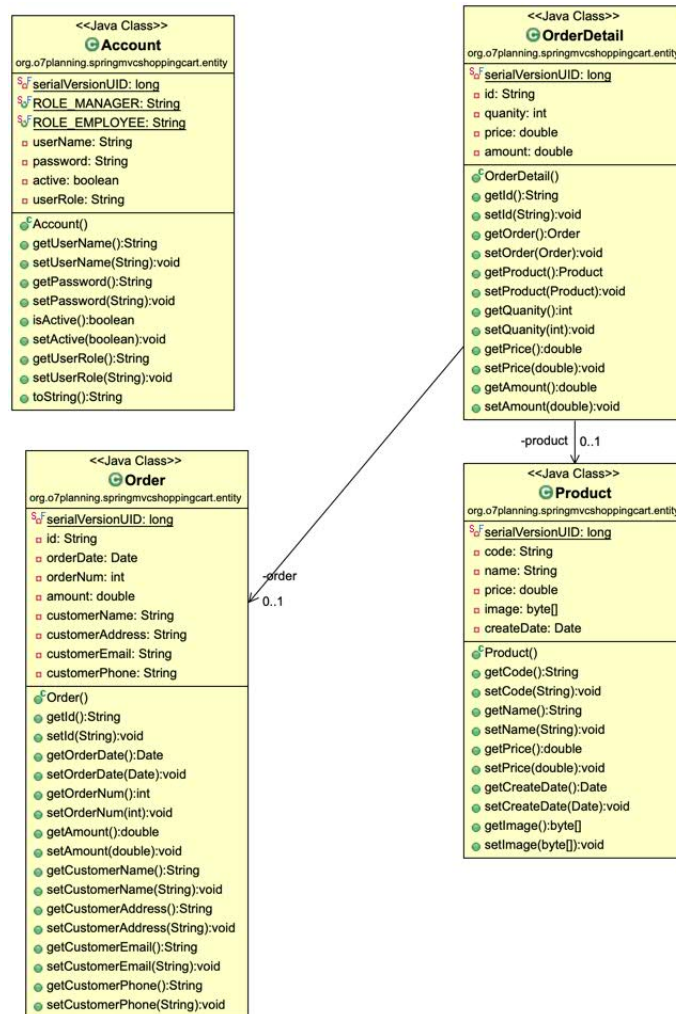 <<Java Class>>
Account
org.o7planning.springmvcshoppingcart.entity
serialVersionUID: long
ROLE_MANAGER: String
ROLE_EMPLOYEE: String
userName: String
password: String
active: boolean
userRole: String
Account()
getUserName():String
setUserName(String):void
getPassword():String
setPassword(String):void
isActive():boolean
setActive(boolean):void
getUserRole():String
setUserRole(String):void
toString():String
<<Java Class>>
OrderDetail
org.o7planning.springmvcshoppingcart.entity
serialVersionUID: long
id: String
quanity: int
price: double
amount: double
OrderDetail()
getId():String
setId(String):void
getOrder():Order
setOrder(Order):void
getProduct():Product
setProduct(Product):void
getQuanity():int
setQuanity(int):void
getPrice():double
setPrice(double):void
getAmount():double
setAmount(double):void
-product 0..1
-order
0..1
<<Java Class>>
Order
org.o7planning.springmvcshoppingcart.entity
serialVersionUID: long
id: String
orderDate: Date
orderNum: int
amount: double
customerName: String
customerAddress: String
customerEmail: String
customerPhone: String
Order()
getId():String
setId(String):void
getOrderDate():Date
setOrderDate(Date):void
getOrderNum():int
setOrderNum(int):void
getAmount():double
setAmount(double):void
getCustomerName():String
setCustomerName(String):void
getCustomerAddress():String
setCustomerAddress(String):void
getCustomerEmail():String
setCustomerEmail(String):void
getCustomerPhone():String
setCustomerPhone(String):void
<<Java Class>>
Product
org.o7planning.springmvcshoppingcart.entity
serialVersionUID: long
code: String
name: String
price: double
image: byte[]
createDate: Date
Product()
getCode():String
setCode(String):void
getName():String
setName(String):void
getPrice():double
setPrice(double):void
getCreateDate():Date
setCreateDate(Date):void
getImage():byte[]
setImage(byte[]):void